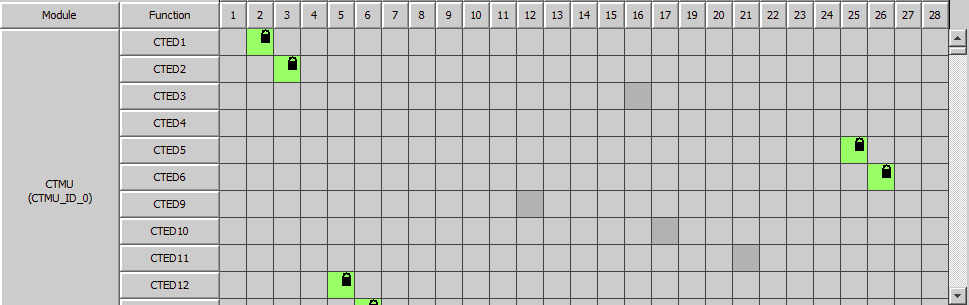 Module Function 1 2 3 4 5 6 7 8 9 10 11 12 13 14 15 16 17 18 19 20 21 22 23 24 25 26 27 28
CTED1
CTED2
CTED3
CTED4
CTED5
CTMU
(CTMU_ID_0)
CTED6
CTED9
CTED10
CTED11
CTED12